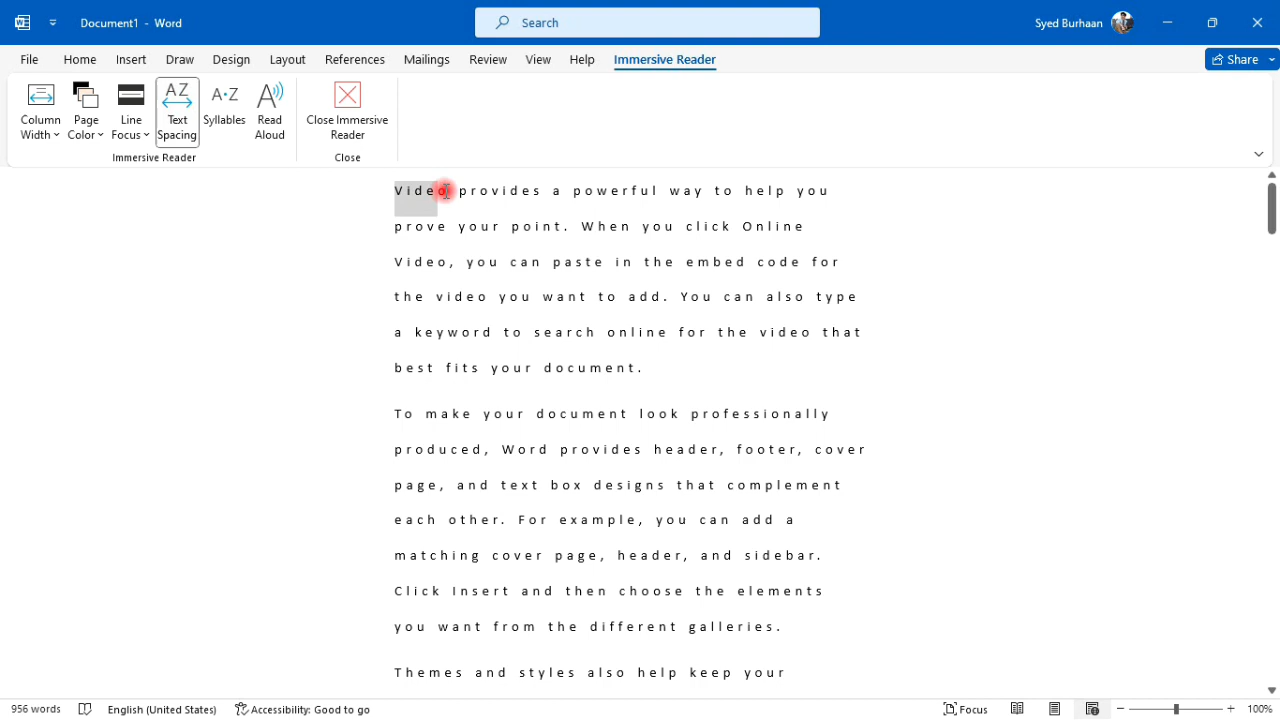 Document1 - Word
Search
Syed Burhaan
File Home Insert Draw Design Layout References Mailings Review View Help Immersive Reader
Share
Column Width
Page Color
Line Focus
AZ
Text Spacing
A·Z
Syllables
A
Read Aloud
Close Immersive Reader
Immersive Reader
Close
Video provides a powerful way to help you
prove your point. When you click Online
Video, you can paste in the embed code for
the video you want to add. You can also type
a keyword to search online for the video that
best fits your document.
To make your document look professionally
produced, Word provides header, footer, cover
page, and text box designs that complement
each other. For example, you can add a
matching cover page, header, and sidebar.
Click Insert and then choose the elements
you want from the different galleries.
Themes and styles also help keep your
956 words English (United States) Accessibility: Good to go Focus 100%